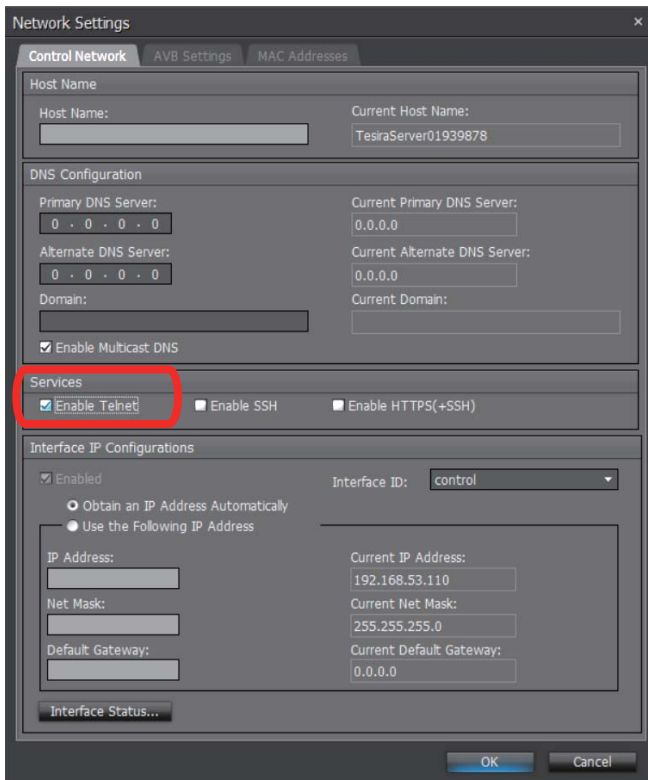 Network Settings
Control Network AVB Settings MAC Addresses
Host Name
Host Name: Current Host Name:
TesiraServer01939878
DNS Configuration
Primary DNS Server: Current Primary DNS Server:
0 . 0 . 0 . 0 0.0.0.0
Alternate DNS Server: Current Alternate DNS Server:
0 . 0 . 0 . 0 0.0.0.0
Domain: Current Domain:
Enable Multicast DNS
Services
Enable Telnet Enable SSH Enable HTTPS(+SSH)
Interface IP Configurations
Enabled Interface ID: control
Obtain an IP Address Automatically
Use the Following IP Address
IP Address: Current IP Address:
192.168.53.110
Net Mask: Current Net Mask:
255.255.255.0
Default Gateway: Current Default Gateway:
0.0.0.0
Interface Status...
OK Cancel